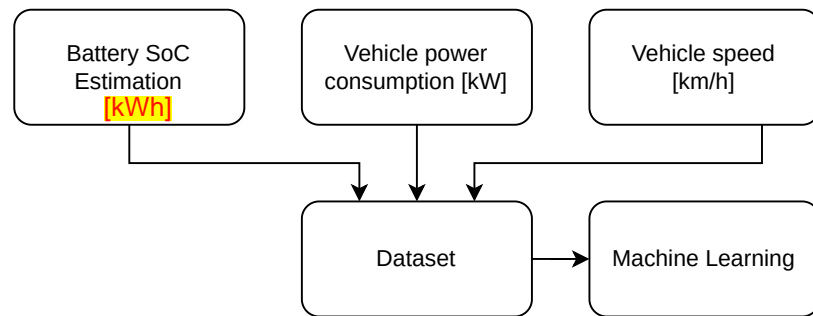 Battery SoC
Estimation
[kWh]
Vehicle power
consumption [kW]
Vehicle speed
[km/h]
Dataset
Machine Learning